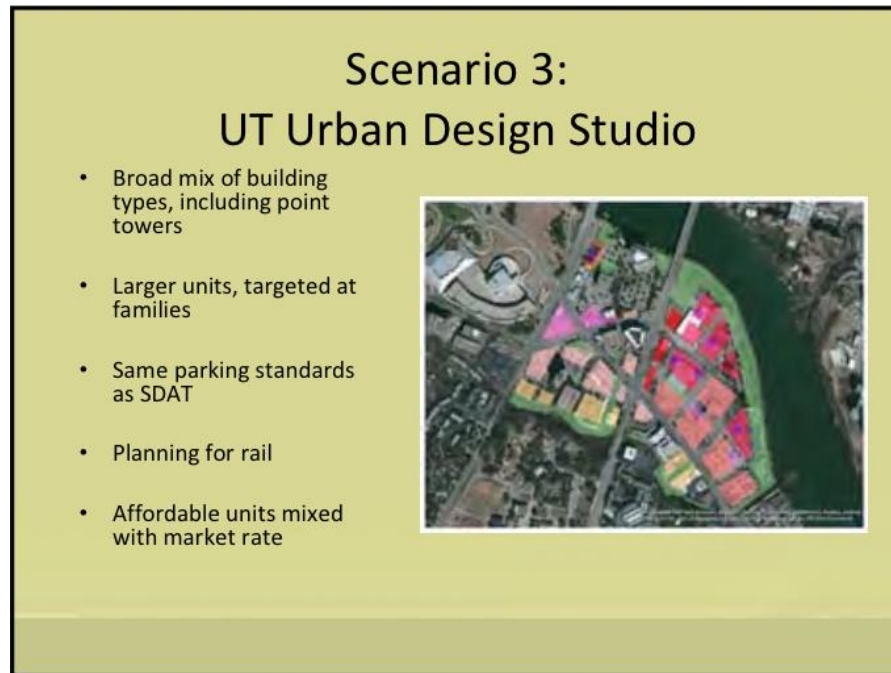 Scenario 3:
UT Urban Design Studio
• Broad mix of building
types, including point
towers
• Larger units, targeted at
families
• Same parking standards
as SDAT
• Planning for rail
• Affordable units mixed
with market rate